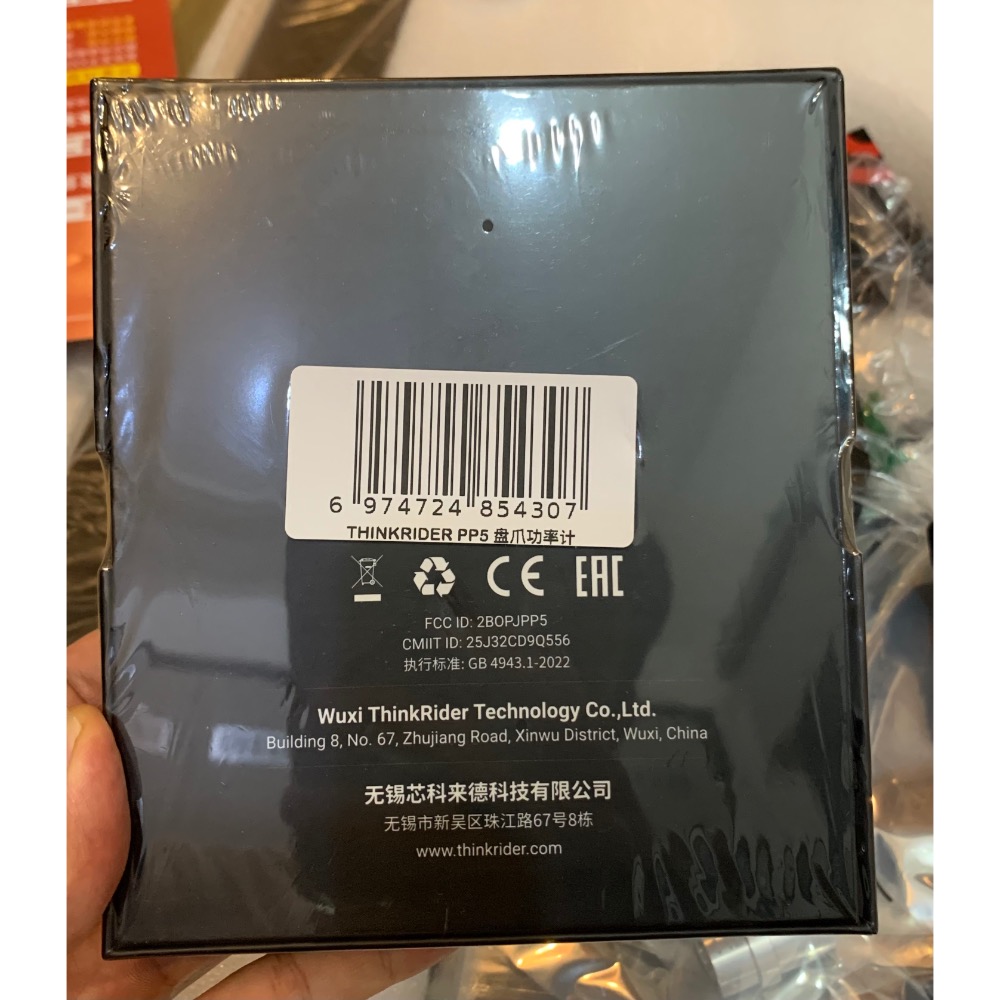 6 974724 854307
THINKRIDER PP5 盘爪功率计
CE EAC
FCC ID: 2BOPJPP5
CMIIT ID: 25J32CD9Q556
执行标准: GB 4943.1-2022
Wuxi ThinkRider Technology Co.,Ltd.
Building 8, No. 67, Zhujiang Road, Xinwu District, Wuxi, China
无锡芯科来德科技有限公司
无锡市新吴区珠江路67号8栋
www.thinkrider.com